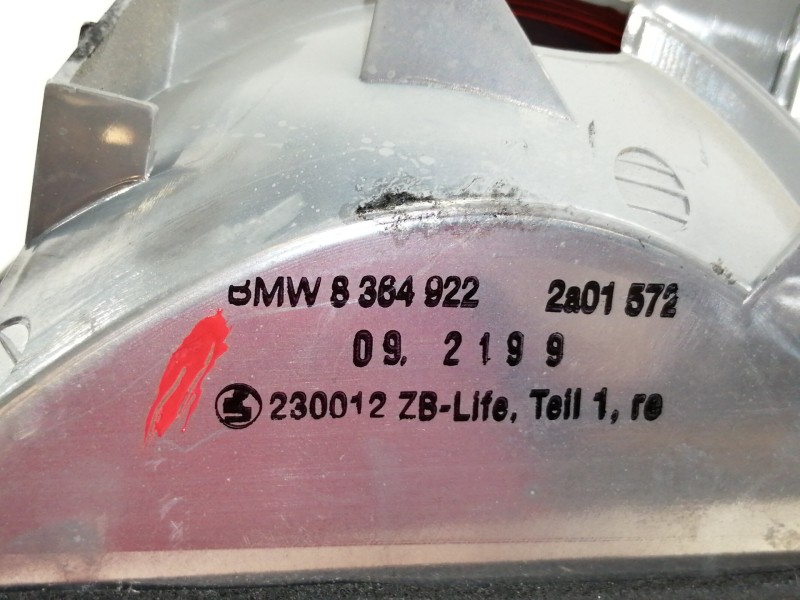 BMW 8 364 922 2a01 572
09. 2199
230012 ZB-Life, Teil 1, re